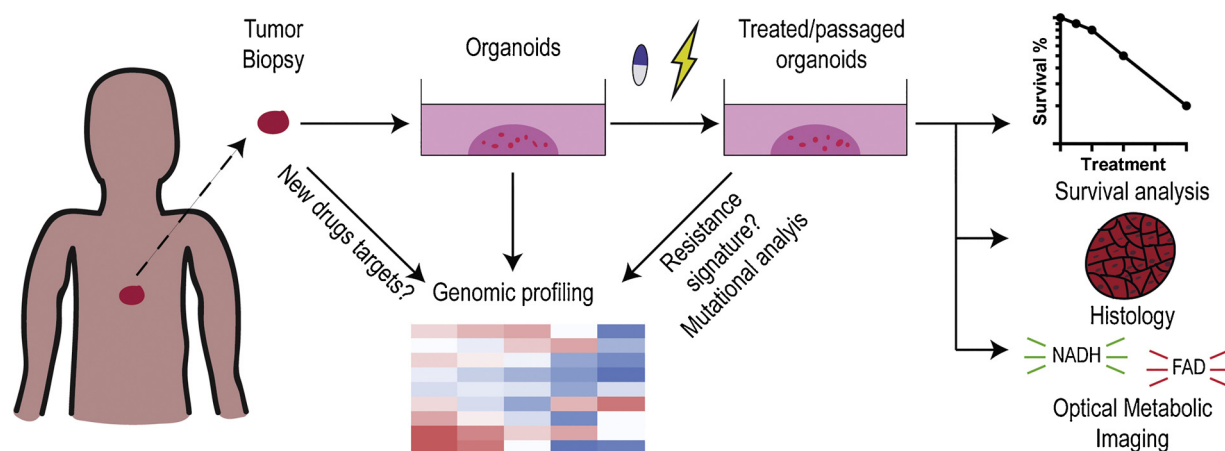 Tumor
Biopsy
Organoids
Treated/passaged
organoids
New drugs targets?
Genomic profiling
Resistance
signature?
Mutational analyis
Survival %
Treatment
Survival analysis
Histology
NADH
FAD
Optical Metabolic
Imaging